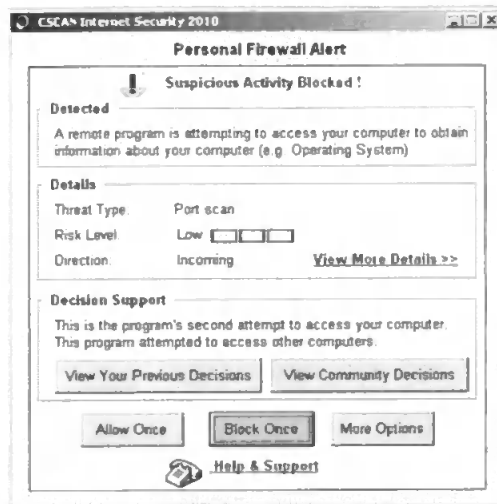 CSCAN Internet Security 2010
Personal Firewall Alert
! Suspicious Activity Blocked !
Detected
A remote program is attempting to access your computer to obtain
information about your computer (e.g. Operating System)
Details
Threat Type: Port scan
Risk Level: Low
Direction: Incoming View More Details >>
Decision Support
This is the program's second attempt to access your computer.
This program attempted to access other computers.
View Your Previous Decisions View Community Decisions
Allow Once Block Once More Options
Help & Support